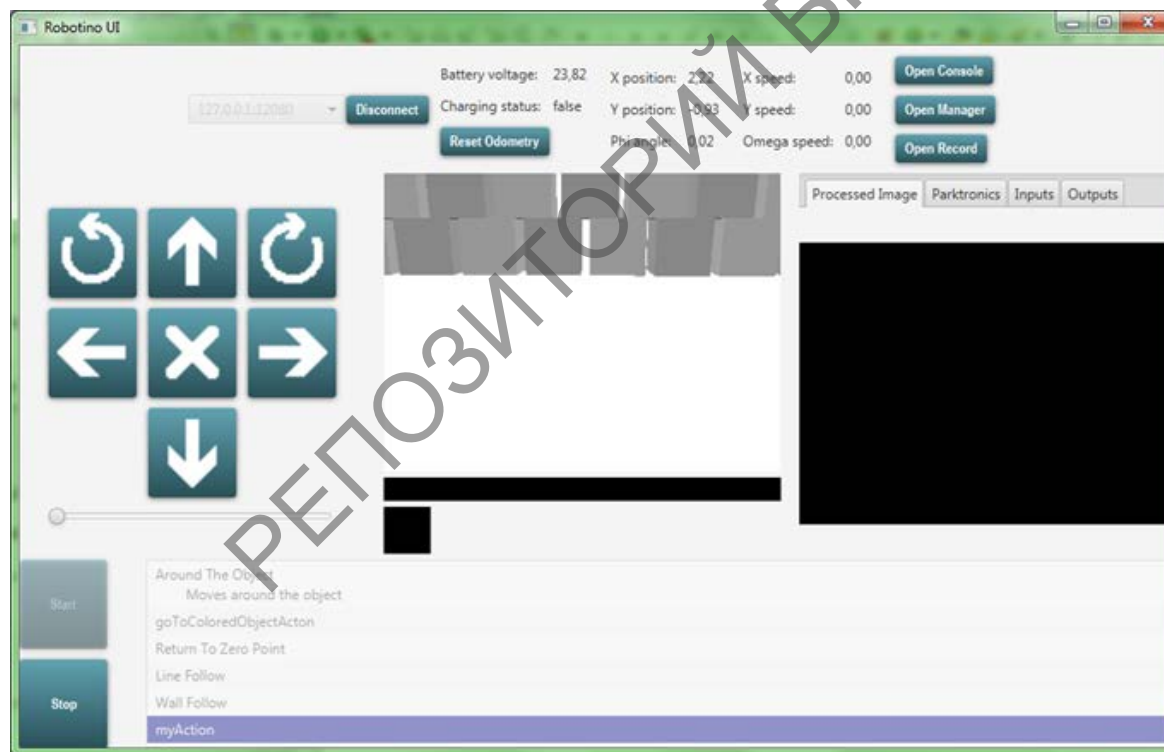 Robotino UI
127.0.0.1:12080
Disconnect
Battery voltage: 23,82
Charging status: false
Reset Odometry
X position: 2,22
Y position: -0,93
Phi angle: 0,02
X speed: 0,00
Y speed: 0,00
Omega speed: 0,00
Open Console
Open Manager
Open Record
Processed Image Parktronics Inputs Outputs
Start
Stop
Around The Object
Moves around the object
goToColoredObjectActon
Return To Zero Point
Line Follow
Wall Follow
myAction
РЕПОЗИТОРИЙ